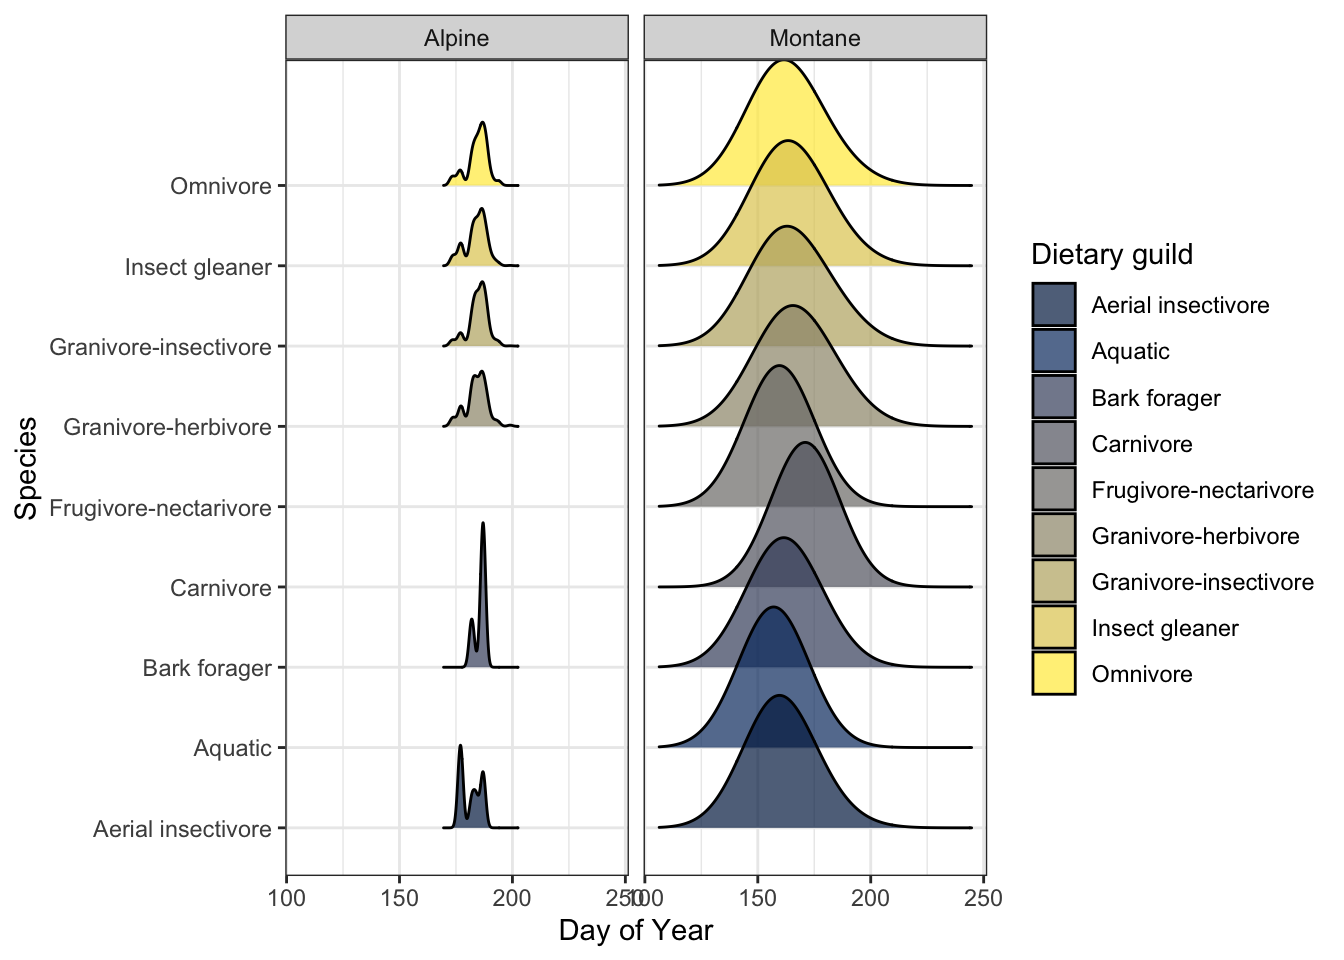 Alpine
Montane
Species
Omnivore
Insect gleaner
Granivore-insectivore
Granivore-herbivore
Frugivore-nectarivore
Carnivore
Bark forager
Aquatic
Aerial insectivore
100 150 200 250 100 150 200 250
Day of Year
Dietary guild
Aerial insectivore
Aquatic
Bark forager
Carnivore
Frugivore-nectarivore
Granivore-herbivore
Granivore-insectivore
Insect gleaner
Omnivore